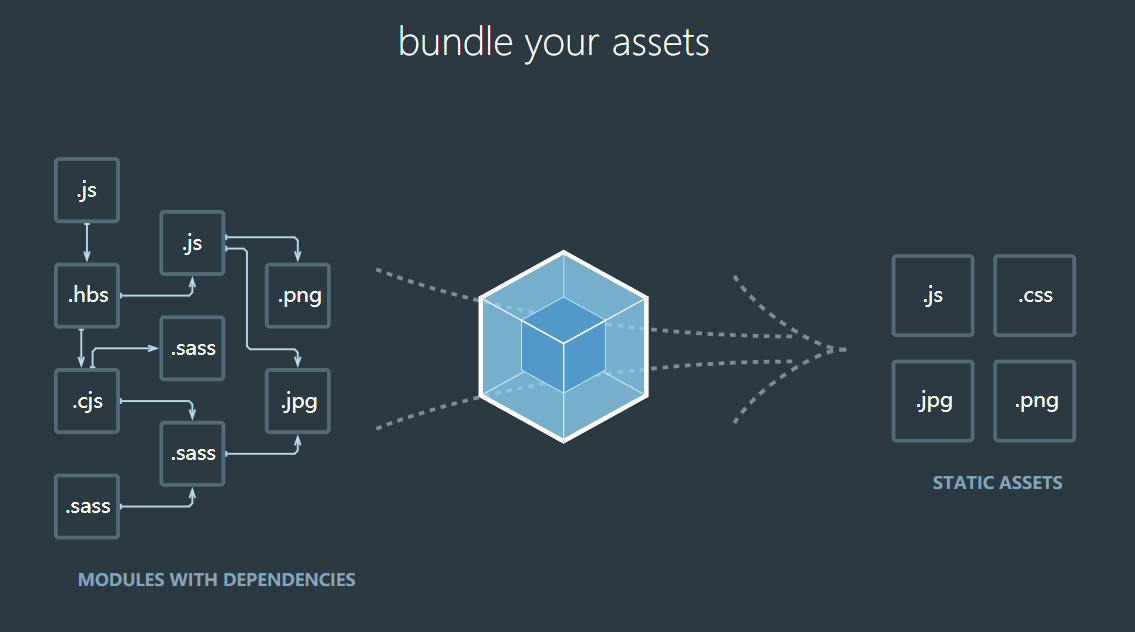 bundle your assets
.js
.js
.hbs
.png
.sass
.cjs
.jpg
.sass
.sass
MODULES WITH DEPENDENCIES
.js
.css
.jpg
.png
STATIC ASSETS